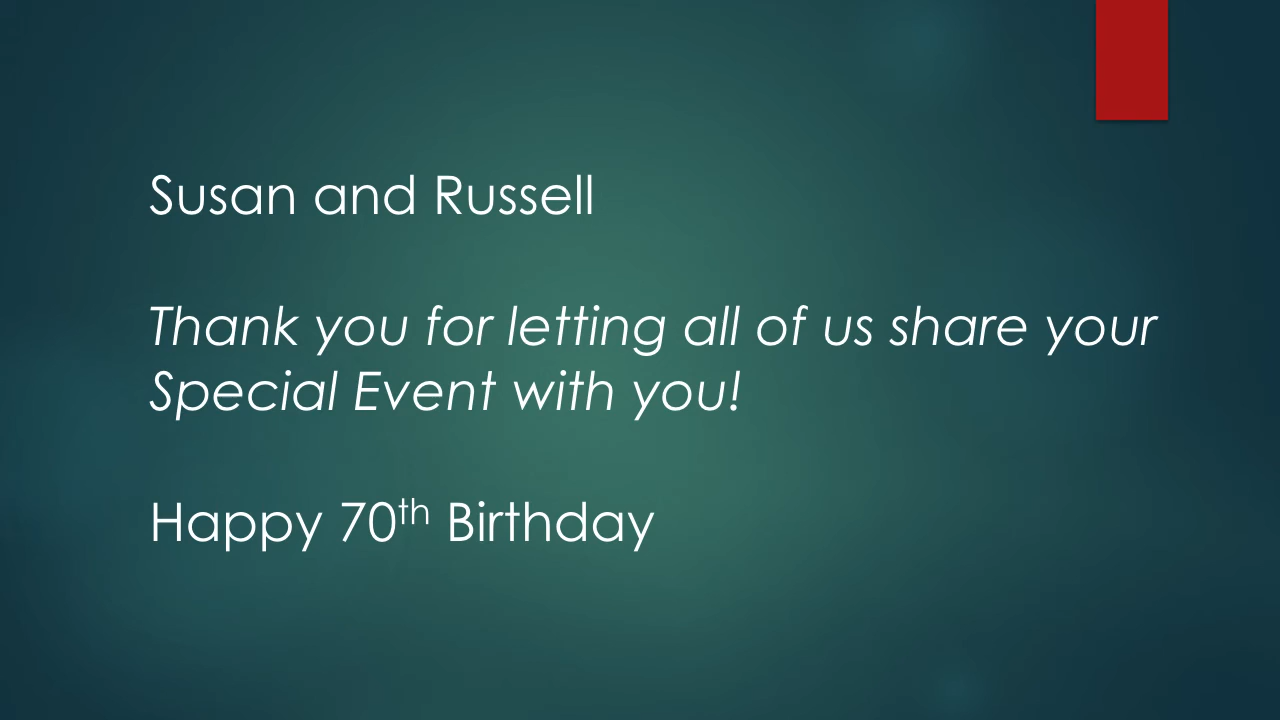 Susan and Russell
Thank you for letting all of us share your
Special Event with you!
Happy 70th Birthday